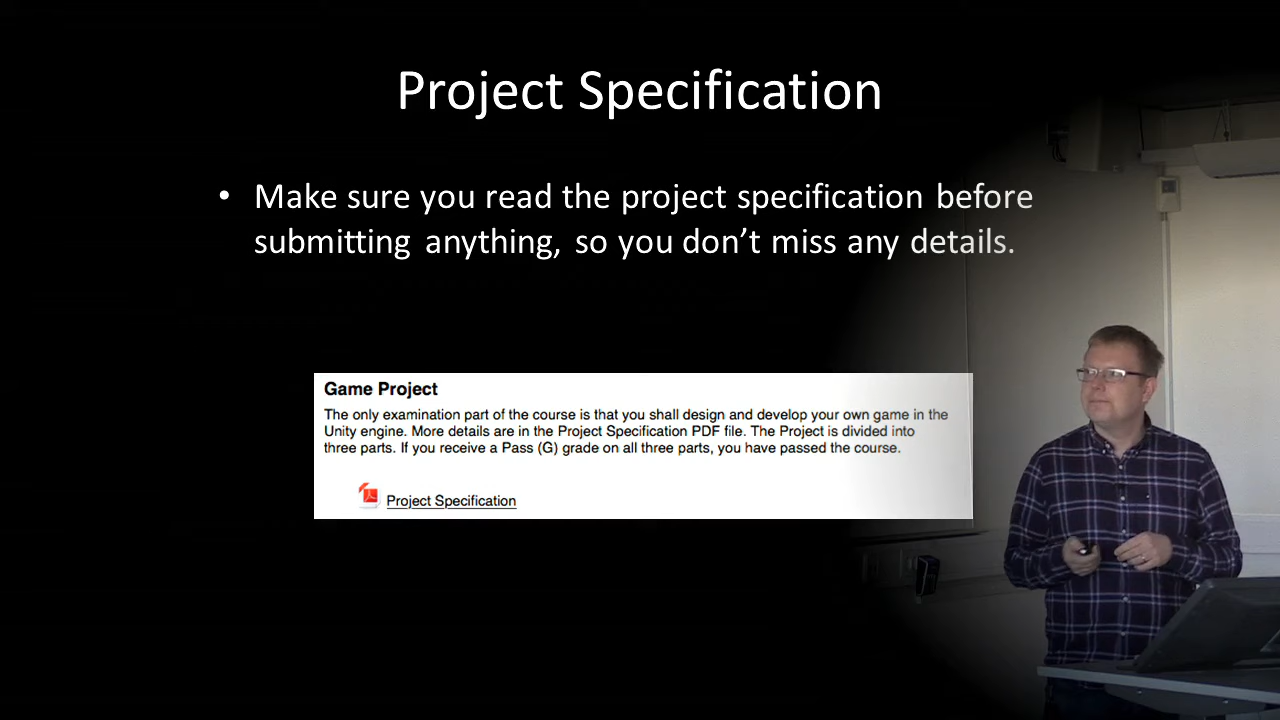 Project Specification
• Make sure you read the project specification before
submitting anything, so you don’t miss any details.
Game Project
The only examination part of the course is that you shall design and develop your own game in the
Unity engine. More details are in the Project Specification PDF file. The Project is divided into
three parts. If you receive a Pass (G) grade on all three parts, you have passed the course.
Project Specification